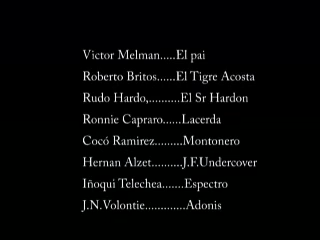 Victor Melman.....El pai
Roberto Britos......El Tigre Acosta
Rudo Hardo,..........El Sr Hardon
Ronnie Capraro......Lacerda
Cocó Ramirez.........Montonero
Hernan Alzet..........J.F.Undercover
Iñoqui Telechea.......Espectro
J.N.Volontie.............Adonis